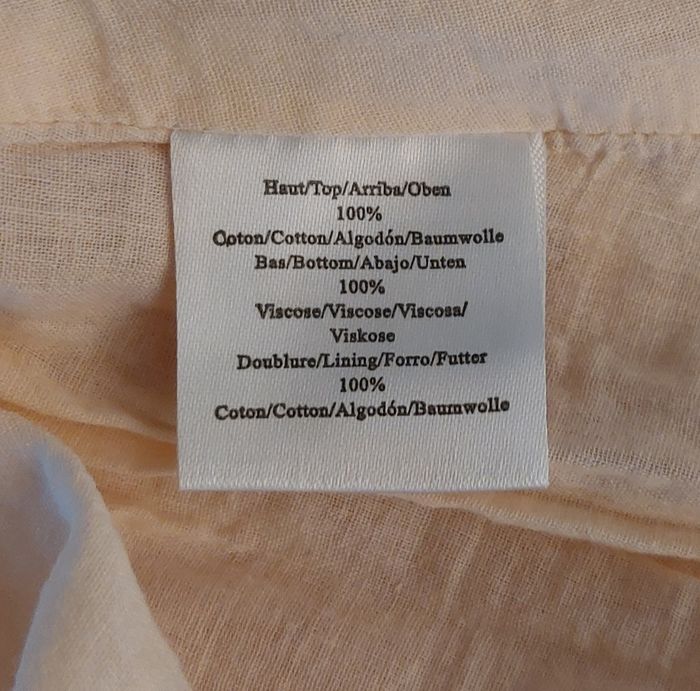 Haut/Top/Arriba/Oben
100%
Coton/Cotton/Algodón/Baumwolle
Bas/Bottom/Abajo/Unten
100%
Viscose/Viscose/Viscosa/
Viskose
Doublure/Lining/Forro/Futter
100%
Coton/Cotton/Algodón/Baumwolle